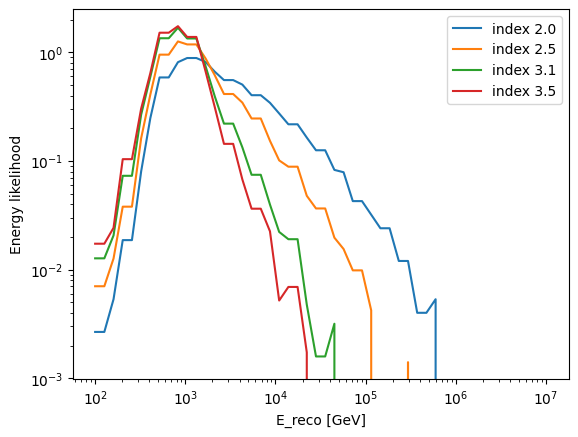 index 2.0
index 2.5
index 3.1
index 3.5
Energy likelihood
10⁰
10⁻¹
10⁻²
10⁻³
10² 10³ 10⁴ 10⁵ 10⁶ 10⁷
E_reco [GeV]